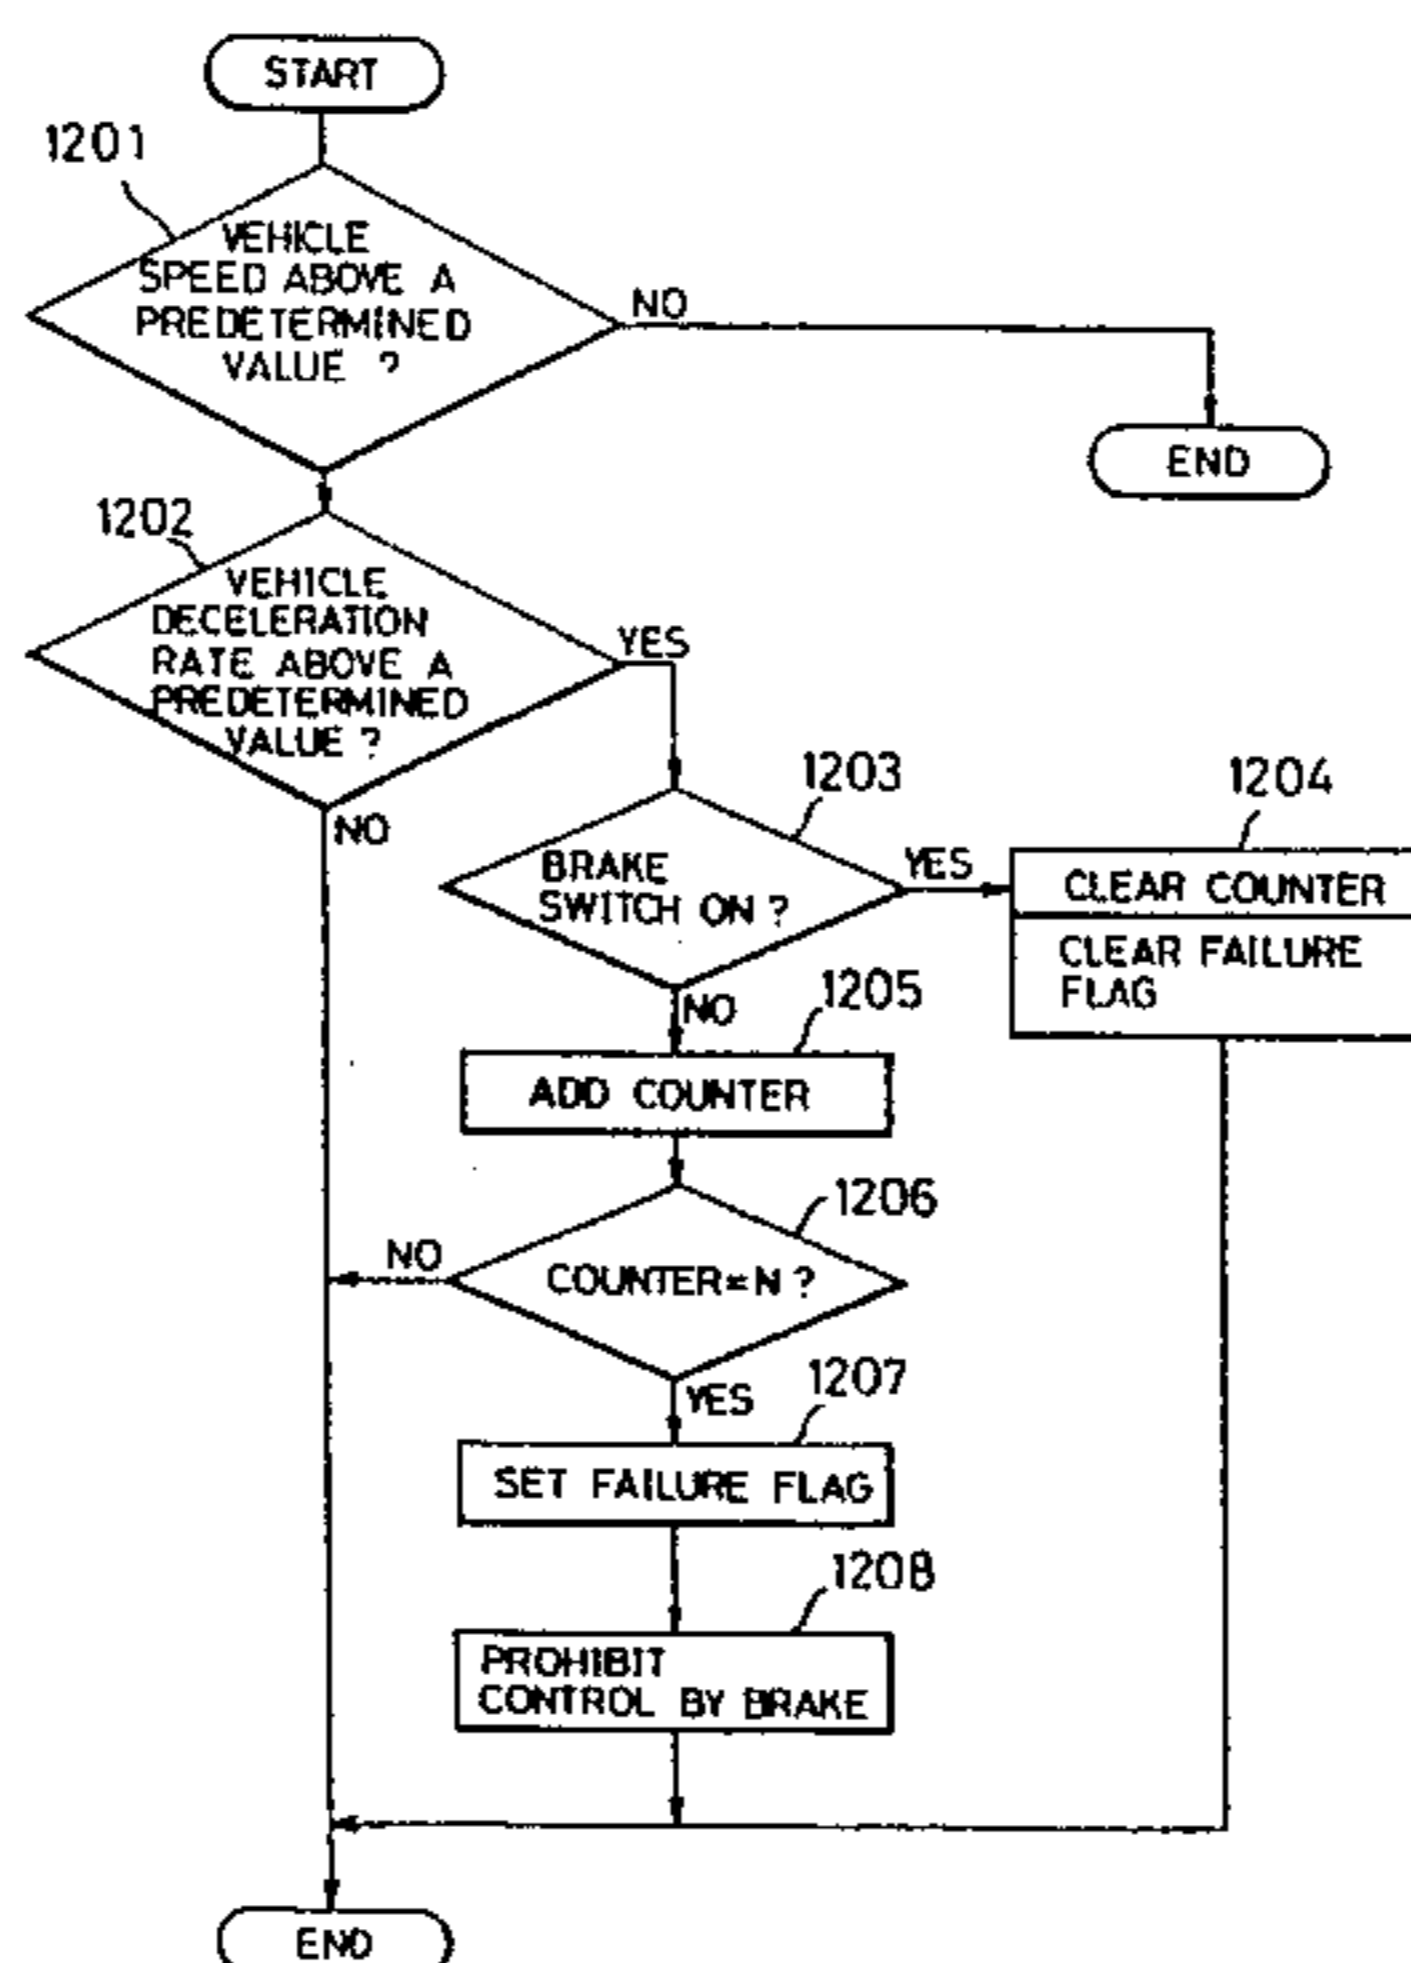 START
1201
VEHICLE
SPEED ABOVE A
PREDETERMINED
VALUE ?
NO
END
1202
VEHICLE
DECELERATION
RATE ABOVE A
PREDETERMINED
VALUE ?
YES
NO
1203
BRAKE
SWITCH ON ?
YES
1204
CLEAR COUNTER
CLEAR FAILURE
FLAG
NO
1205
ADD COUNTER
1206
COUNTER=N ?
NO
YES
1207
SET FAILURE FLAG
1208
PROHIBIT
CONTROL BY BRAKE
END